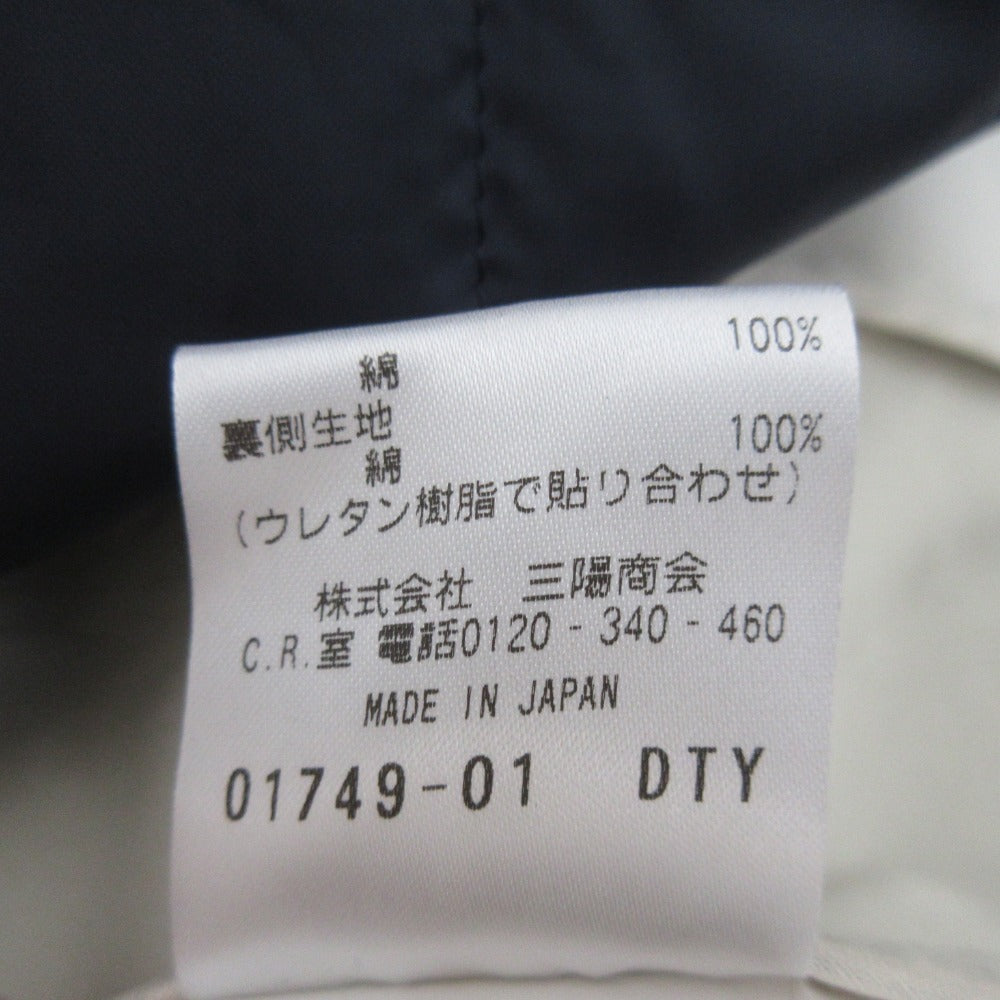 綿 100%
裏側生地
綿 100%
(ウレタン樹脂で貼り合わせ)
株式会社 三陽商会
C.R.室 電話0120-340-460
MADE IN JAPAN
01749-01 DTY